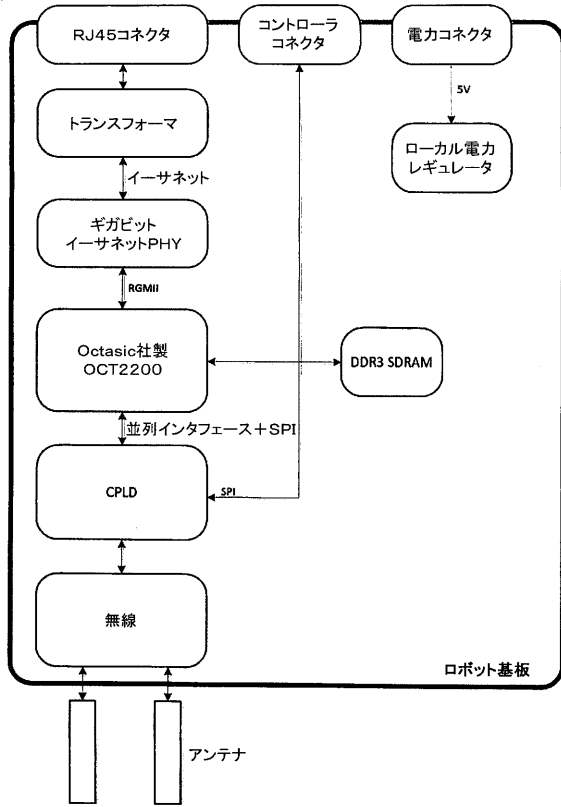 RJ45コネクタ
コントローラ
コネクタ
電力コネクタ
5V
トランスフォーマ
ローカル電力
レギュレータ
イーサネット
ギガビット
イーサネットPHY
RGMII
Octasic社製
OCT2200
DDR3 SDRAM
並列インタフェース+SPI
CPLD
SPI
無線
ロボット基板
アンテナ